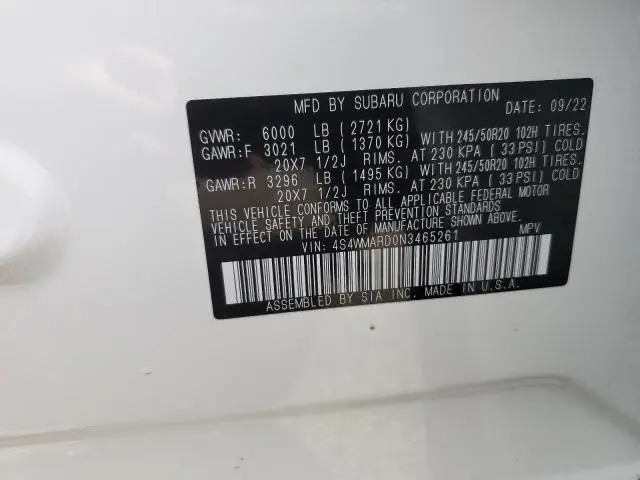 MFD BY SUBARU CORPORATION DATE: 09/22
GVWR: 6000 LB (2721 KG)
GAWR:F 3021 LB (1370 KG) WITH 245/50R20 102H TIRES.
20X7 1/2J RIMS. AT 230 KPA (33 PSI) COLD
GAWR:R 3296 LB (1495 KG) WITH 245/50R20 102H TIRES.
20X7 1/2J RIMS. AT 230 KPA (33 PSI) COLD
THIS VEHICLE CONFORMS TO ALL APPLICABLE FEDERAL MOTOR
VEHICLE SAFETY AND THEFT PREVENTION STANDARDS
IN EFFECT ON THE DATE OF MANUFACTURE SHOWN ABOVE.
VIN: 4S4WMARD0N3465261 MPV
ASSEMBLED BY SIA INC. MADE IN U.S.A.